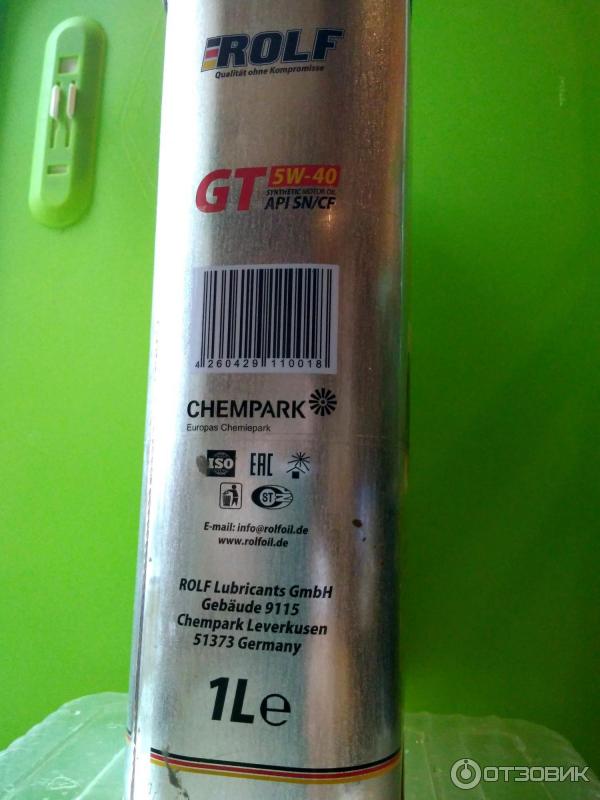 ROLF
Qualität ohne Kompromisse
GT 5W-40
SYNTHETIC MOTOR OIL
API SN/CF
4 260429 110018
CHEMPARK
Europas Chemiepark
ISO EAC
ST
E-mail: info@rolfoil.de
www.rolfoil.de
ROLF Lubricants GmbH
Gebäude 9115
Chempark Leverkusen
51373 Germany
1L e
ОТЗОВИК